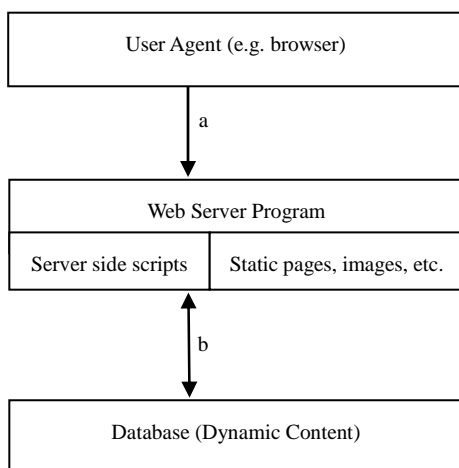 User Agent (e.g. browser)
a
Web Server Program
Server side scripts
Static pages, images, etc.
b
Database (Dynamic Content)